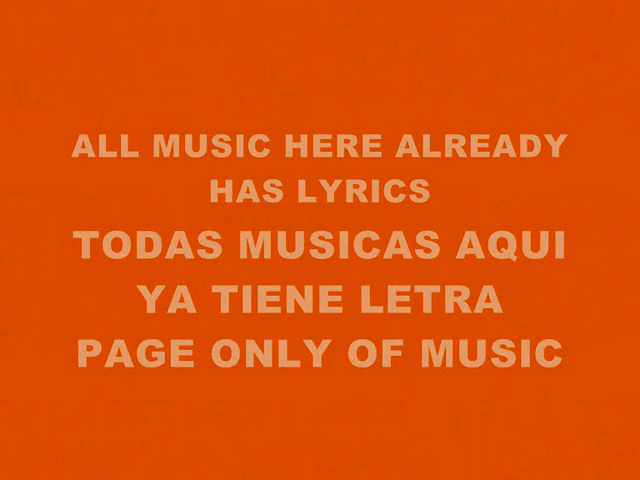 ALL MUSIC HERE ALREADY
HAS LYRICS
TODAS MUSICAS AQUI
YA TIENE LETRA
PAGE ONLY OF MUSIC